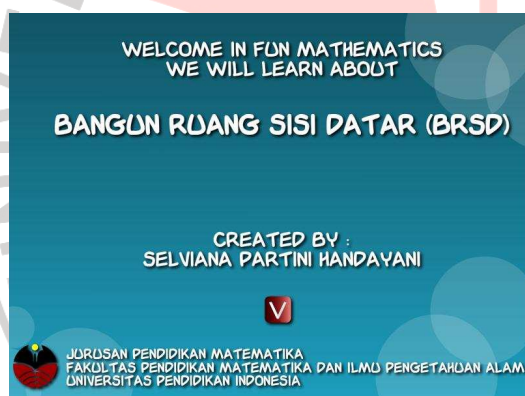 WELCOME IN FUN MATHEMATICS
WE WILL LEARN ABOUT
BANGUN RUANG SISI DATAR (BRSD)
CREATED BY :
SELVIANA PARTINI HANDAYANI
V
JURUSAN PENDIDIKAN MATEMATIKA
FAKULTAS PENDIDIKAN MATEMATIKA DAN ILMU PENGETAHUAN ALAM
UNIVERSITAS PENDIDIKAN INDONESIA